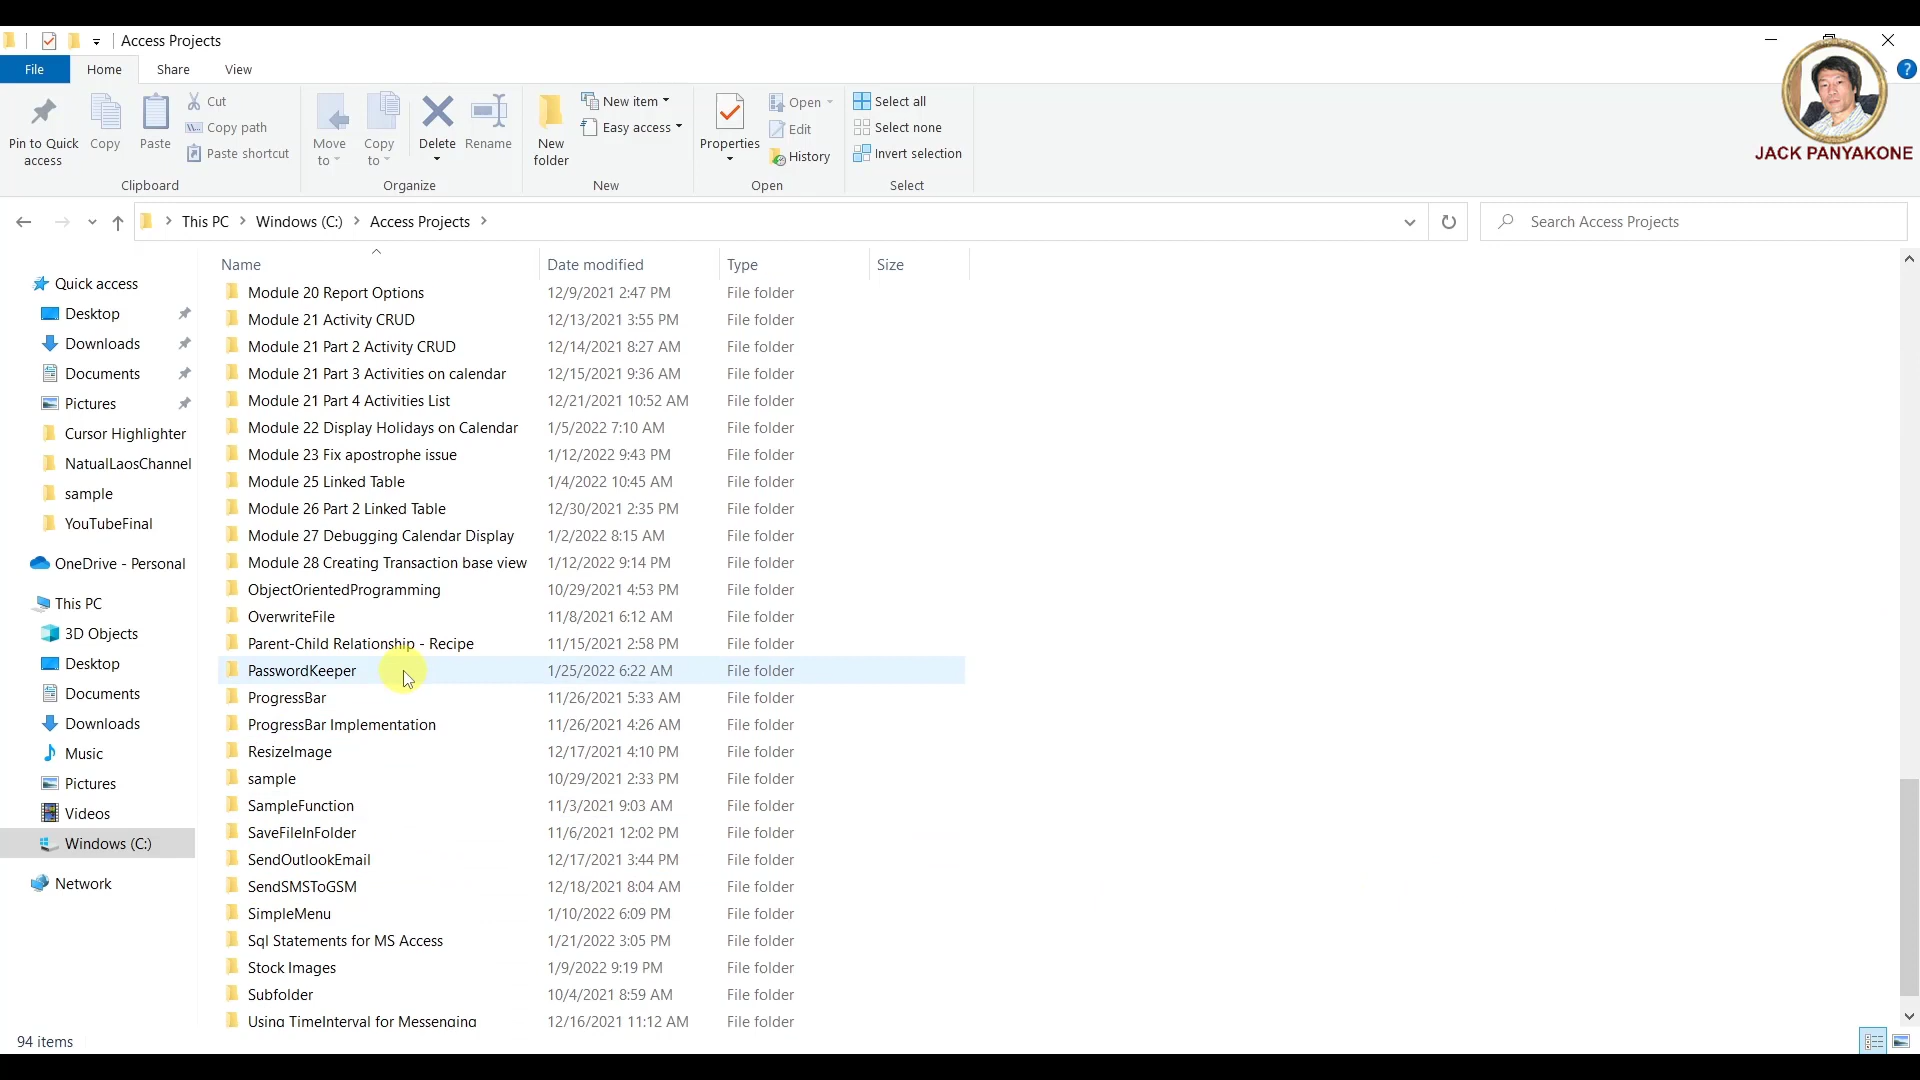 Access Projects
File Home Share View
Pin to Quick access
Copy
Paste
Cut
Copy path
Paste shortcut
Clipboard
Move to
Copy to
Delete
Rename
Organize
New folder
New item
Easy access
New
Properties
Open
Edit
History
Open
Select all
Select none
Invert selection
Select
JACK PANYAKONE
This PC Windows (C:) Access Projects
Search Access Projects
Quick access
Desktop
Downloads
Documents
Pictures
Cursor Highlighter
NatualLaosChannel
sample
YouTubeFinal
OneDrive - Personal
This PC
3D Objects
Desktop
Documents
Downloads
Music
Pictures
Videos
Windows (C:)
Network
Name Date modified Type Size
Module 20 Report Options 12/9/2021 2:47 PM File folder
Module 21 Activity CRUD 12/13/2021 3:55 PM File folder
Module 21 Part 2 Activity CRUD 12/14/2021 8:27 AM File folder
Module 21 Part 3 Activities on calendar 12/15/2021 9:36 AM File folder
Module 21 Part 4 Activities List 12/21/2021 10:52 AM File folder
Module 22 Display Holidays on Calendar 1/5/2022 7:10 AM File folder
Module 23 Fix apostrophe issue 1/12/2022 9:43 PM File folder
Module 25 Linked Table 1/4/2022 10:45 AM File folder
Module 26 Part 2 Linked Table 12/30/2021 2:35 PM File folder
Module 27 Debugging Calendar Display 1/2/2022 8:15 AM File folder
Module 28 Creating Transaction base view 1/12/2022 9:14 PM File folder
ObjectOrientedProgramming 10/29/2021 4:53 PM File folder
OverwriteFile 11/8/2021 6:12 AM File folder
Parent-Child Relationship - Recipe 11/15/2021 2:58 PM File folder
PasswordKeeper 1/25/2022 6:22 AM File folder
ProgressBar 11/26/2021 5:33 AM File folder
ProgressBar Implementation 11/26/2021 4:26 AM File folder
ResizeImage 12/17/2021 4:10 PM File folder
sample 10/29/2021 2:33 PM File folder
SampleFunction 11/3/2021 9:03 AM File folder
SaveFileInFolder 11/6/2021 12:02 PM File folder
SendOutlookEmail 12/17/2021 3:44 PM File folder
SendSMSToGSM 12/18/2021 8:04 AM File folder
SimpleMenu 1/10/2022 6:09 PM File folder
Sql Statements for MS Access 1/21/2022 3:05 PM File folder
Stock Images 1/9/2022 9:19 PM File folder
Subfolder 10/4/2021 8:59 AM File folder
Using TimeInterval for Messenging 12/16/2021 11:12 AM File folder
94 items